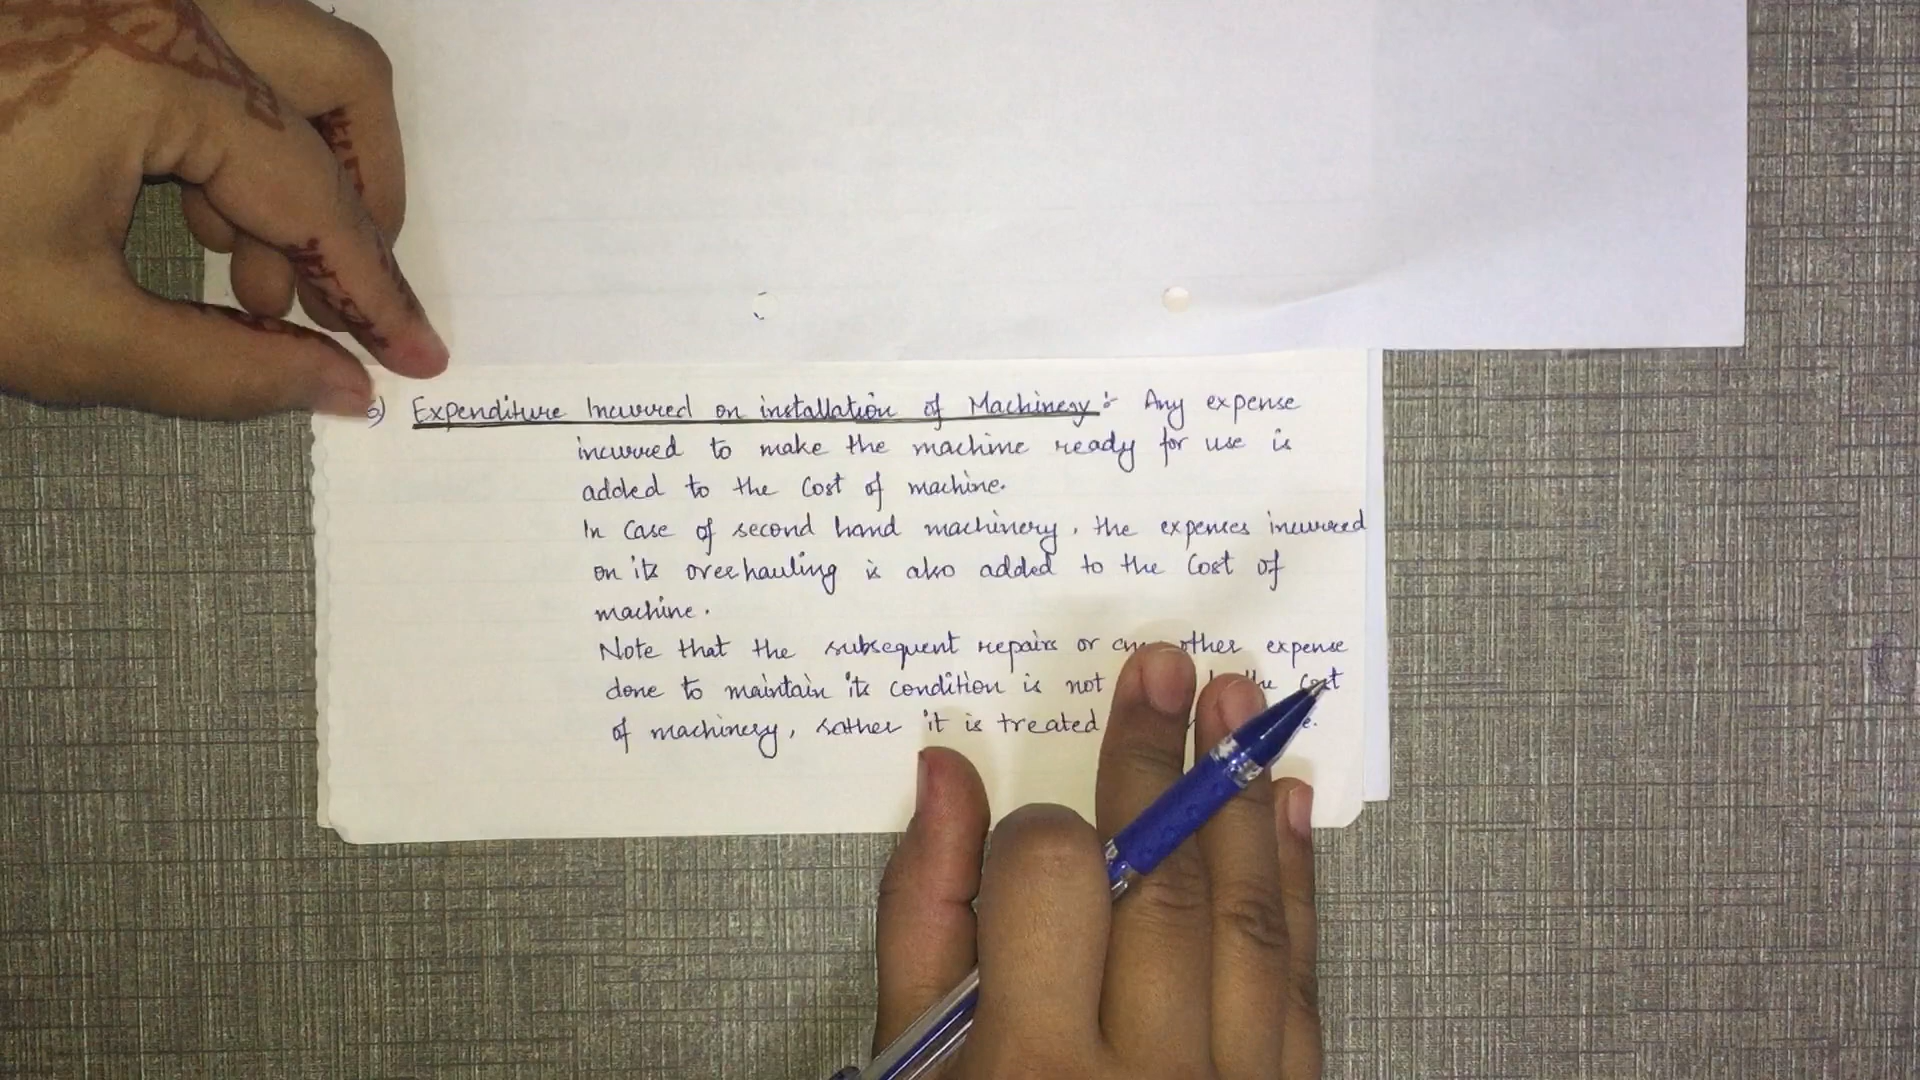 6) Expenditure Incurred on installation of Machinery :- Any expense
incurred to make the machine ready for use is
added to the Cost of machine.
In Case of second hand machinery, the expenses incurred
on its overhauling is also added to the Cost of
machine.
Note that the subsequent repairs or other expense
done to maintain its condition is not the Cost
of machinery, rather it is treated